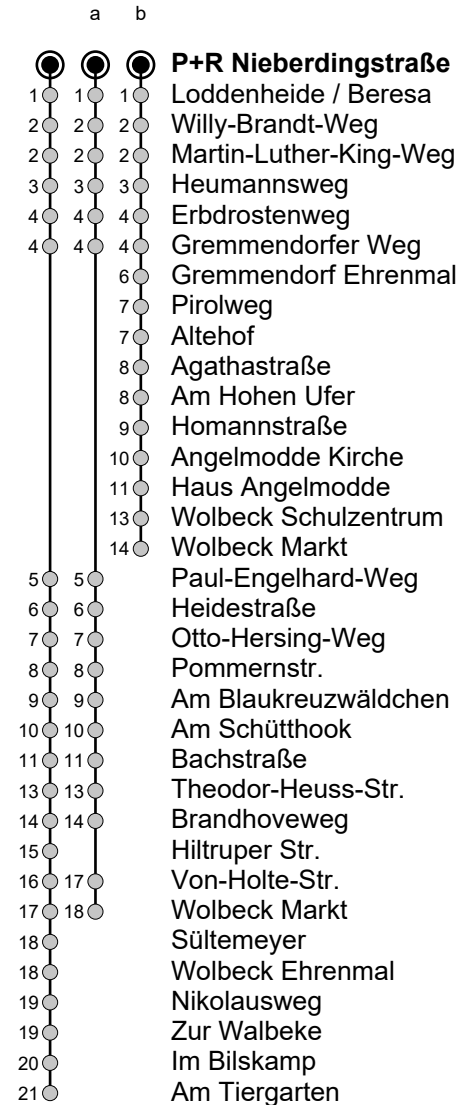 a b
P+R Nieberdingstraße
1 1 1 Loddenheide / Beresa
2 2 2 Willy-Brandt-Weg
2 2 2 Martin-Luther-King-Weg
3 3 3 Heumannsweg
4 4 4 Erbdrostenweg
4 4 4 Gremmendorfer Weg
6 Gremmendorf Ehrenmal
7 Pirolweg
7 Altehof
8 Agathastraße
8 Am Hohen Ufer
9 Homannstraße
10 Angelmodde Kirche
11 Haus Angelmodde
13 Wolbeck Schulzentrum
14 Wolbeck Markt
5 5 Paul-Engelhard-Weg
6 6 Heidestraße
7 7 Otto-Hersing-Weg
8 8 Pommernstr.
9 9 Am Blaukreuzwäldchen
10 10 Am Schütthook
11 11 Bachstraße
13 13 Theodor-Heuss-Str.
14 14 Brandhoveweg
15 Hiltruper Str.
16 17 Von-Holte-Str.
17 18 Wolbeck Markt
18 Sültemeyer
18 Wolbeck Ehrenmal
19 Nikolausweg
19 Zur Walbeke
20 Im Bilskamp
21 Am Tiergarten